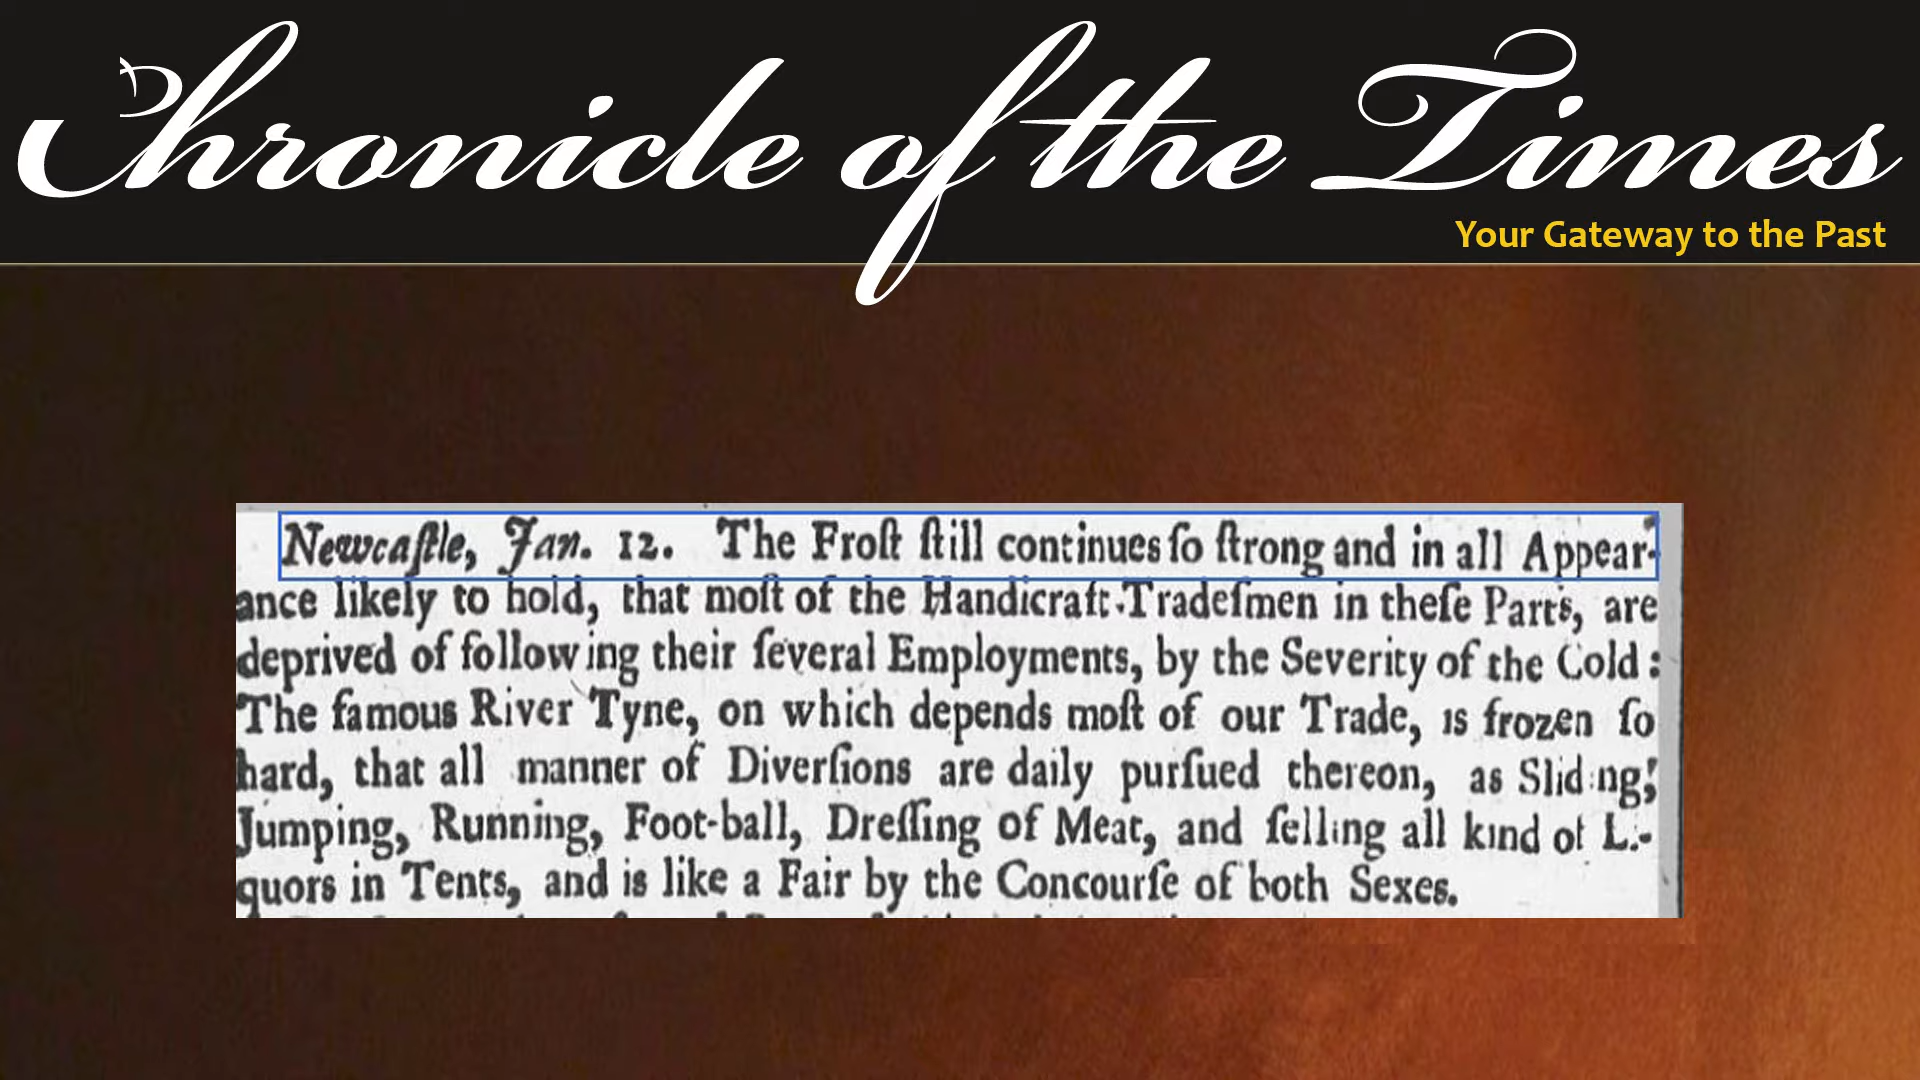 Chronicle of the Times
Your Gateway to the Past
Newcaſtle, Jan. 12. The Froſt ſtill continues ſo ſtrong and in all Appear-
ance likely to hold, that moſt of the Handicraft-Tradeſmen in theſe Parts, are
deprived of following their ſeveral Employments, by the Severity of the Cold:
The famous River Tyne, on which depends moſt of our Trade, is frozen ſo
hard, that all manner of Diverſions are daily purſued thereon, as Sliding,
Jumping, Running, Foot-ball, Dreſſing of Meat, and ſelling all kind of Li-
quors in Tents, and is like a Fair by the Concourſe of both Sexes.